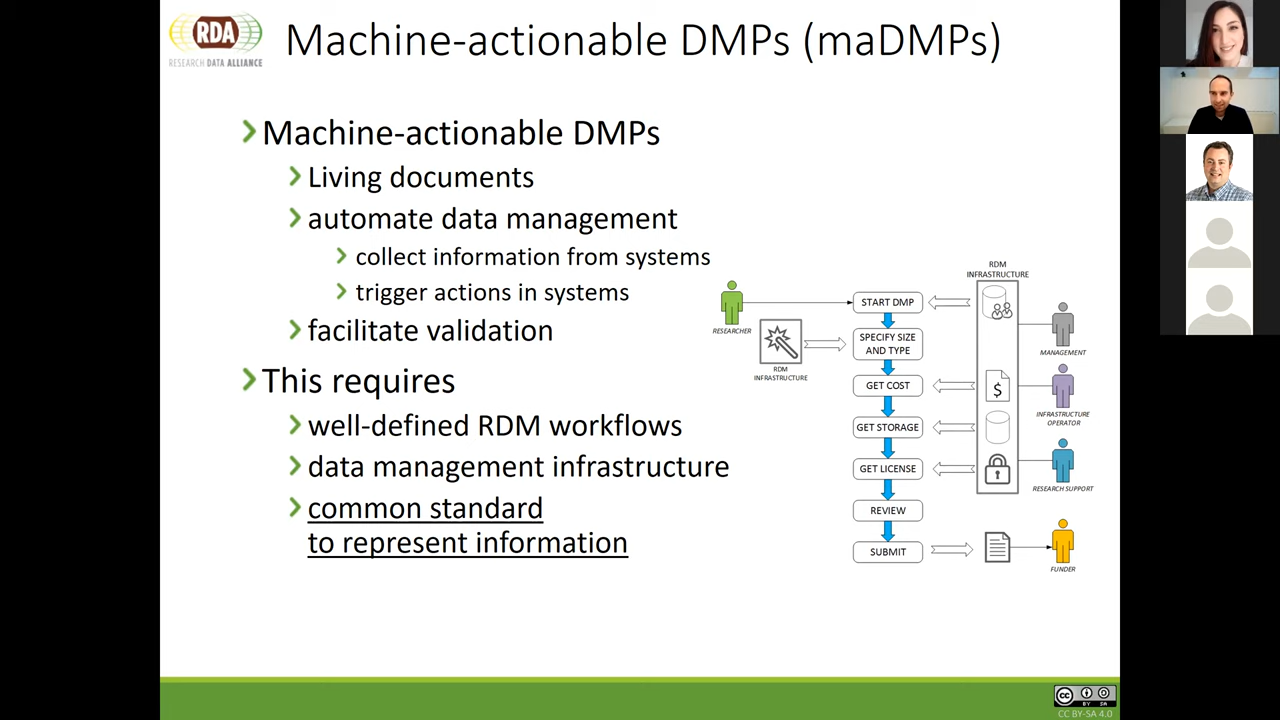 RDA
RESEARCH DATA ALLIANCE
Machine-actionable DMPs (maDMPs)
Machine-actionable DMPs
Living documents
automate data management
collect information from systems
trigger actions in systems
facilitate validation
This requires
well-defined RDM workflows
data management infrastructure
common standard
to represent information
RDM
INFRASTRUCTURE
RESEARCHER
START DMP
MANAGEMENT
RDM
INFRASTRUCTURE
SPECIFY SIZE
AND TYPE
GET COST
$
INFRASTRUCTURE
OPERATOR
GET STORAGE
GET LICENSE
RESEARCH SUPPORT
REVIEW
SUBMIT
FUNDER
cc
BY SA
CC BY-SA 4.0